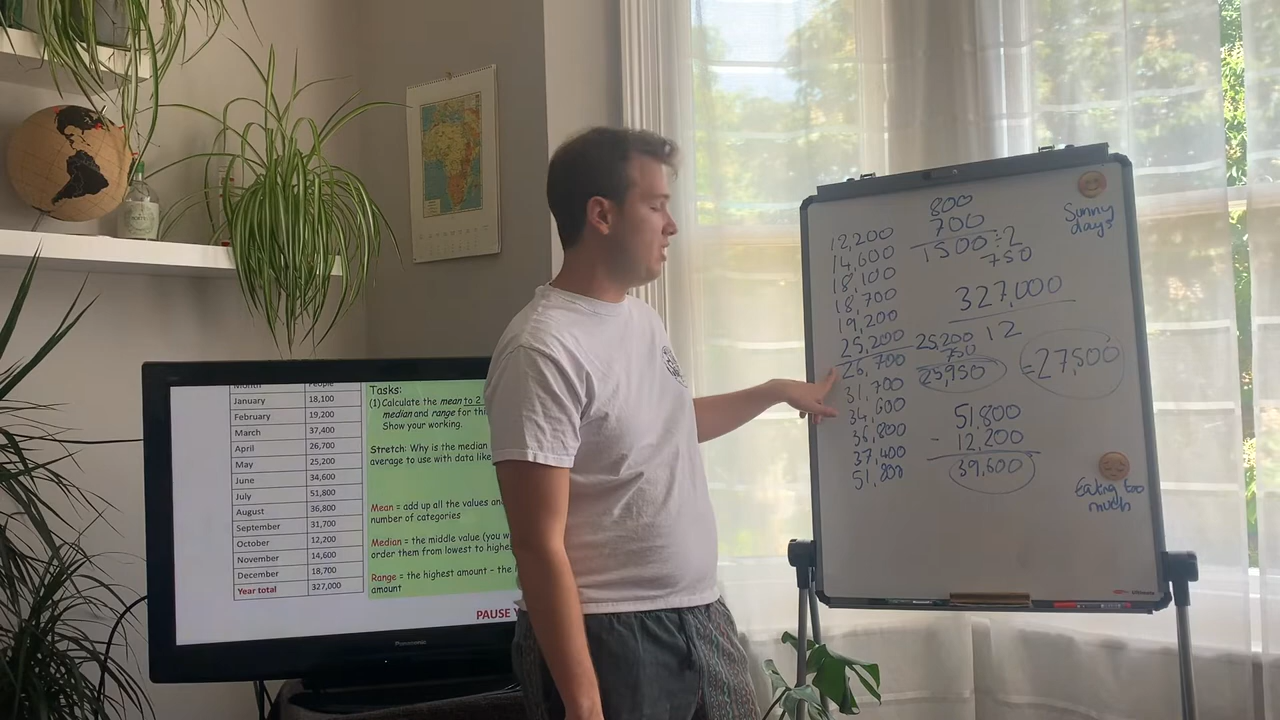 Month People
January 18,100
February 19,200
March 37,400
April 26,700
May 25,200
June 34,600
July 51,800
August 36,800
September 31,700
October 12,200
November 14,600
December 18,700
Year total 327,000
Tasks:
(1) Calculate the mean to 2
median and range for thi
Show your working.
Stretch: Why is the median
average to use with data like
Mean = add up all the values an
number of categories
Median = the middle value (you w
order them from lowest to highes
Range = the highest amount – the l
amount
PAUSE
Panasonic
12,200
14,600
18,100
18,700
19,200
25,200
26,700
31,700
34,600
36,800
37,400
51,800
800
700
1500 ÷ 2
750
327,000
12
=27,500
25,200
750
25,950
51,800
- 12,200
39,600
Sunny
days
Eating too
much